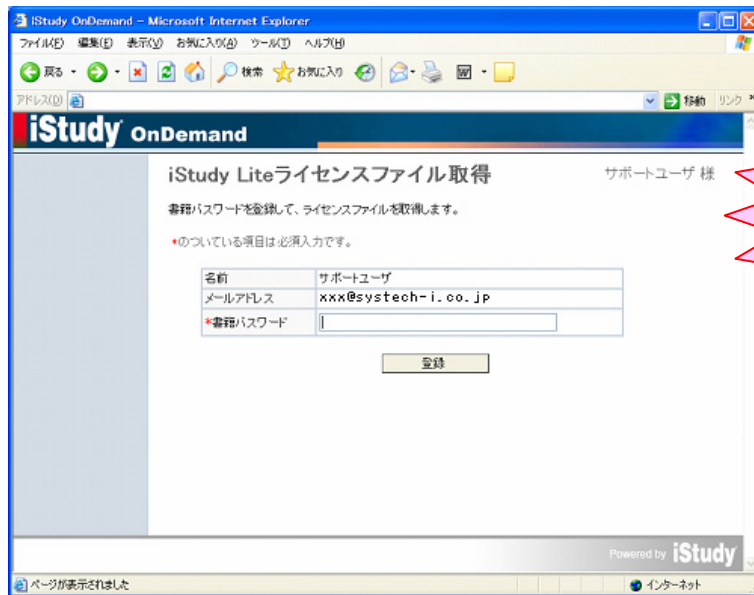 iStudy OnDemand - Microsoft Internet Explorer
ファイル(F) 編集(E) 表示(V) お気に入り(A) ツール(T) ヘルプ(H)
戻る 検索 お気に入り
アドレス(D) 移動 リンク
iStudy OnDemand
iStudy Liteライセンスファイル取得 サポートユーザ 様
書籍パスワードを登録して、ライセンスファイルを取得します。
*のついている項目は必須入力です。
名前 サポートユーザ
メールアドレス xxx@systech-i.co.jp
*書籍パスワード
登録
Powered by iStudy
ページが表示されました インターネット